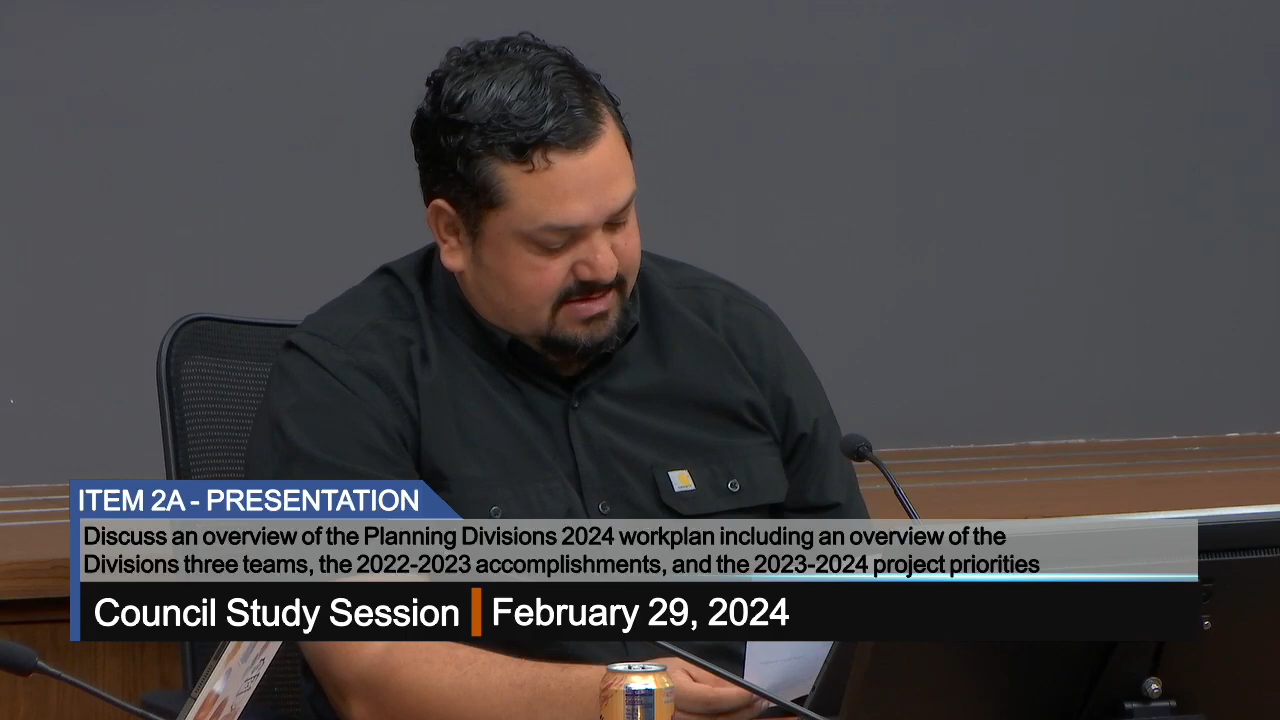 ITEM 2A - PRESENTATION
Discuss an overview of the Planning Divisions 2024 workplan including an overview of the
Divisions three teams, the 2022-2023 accomplishments, and the 2023-2024 project priorities
Council Study Session February 29, 2024